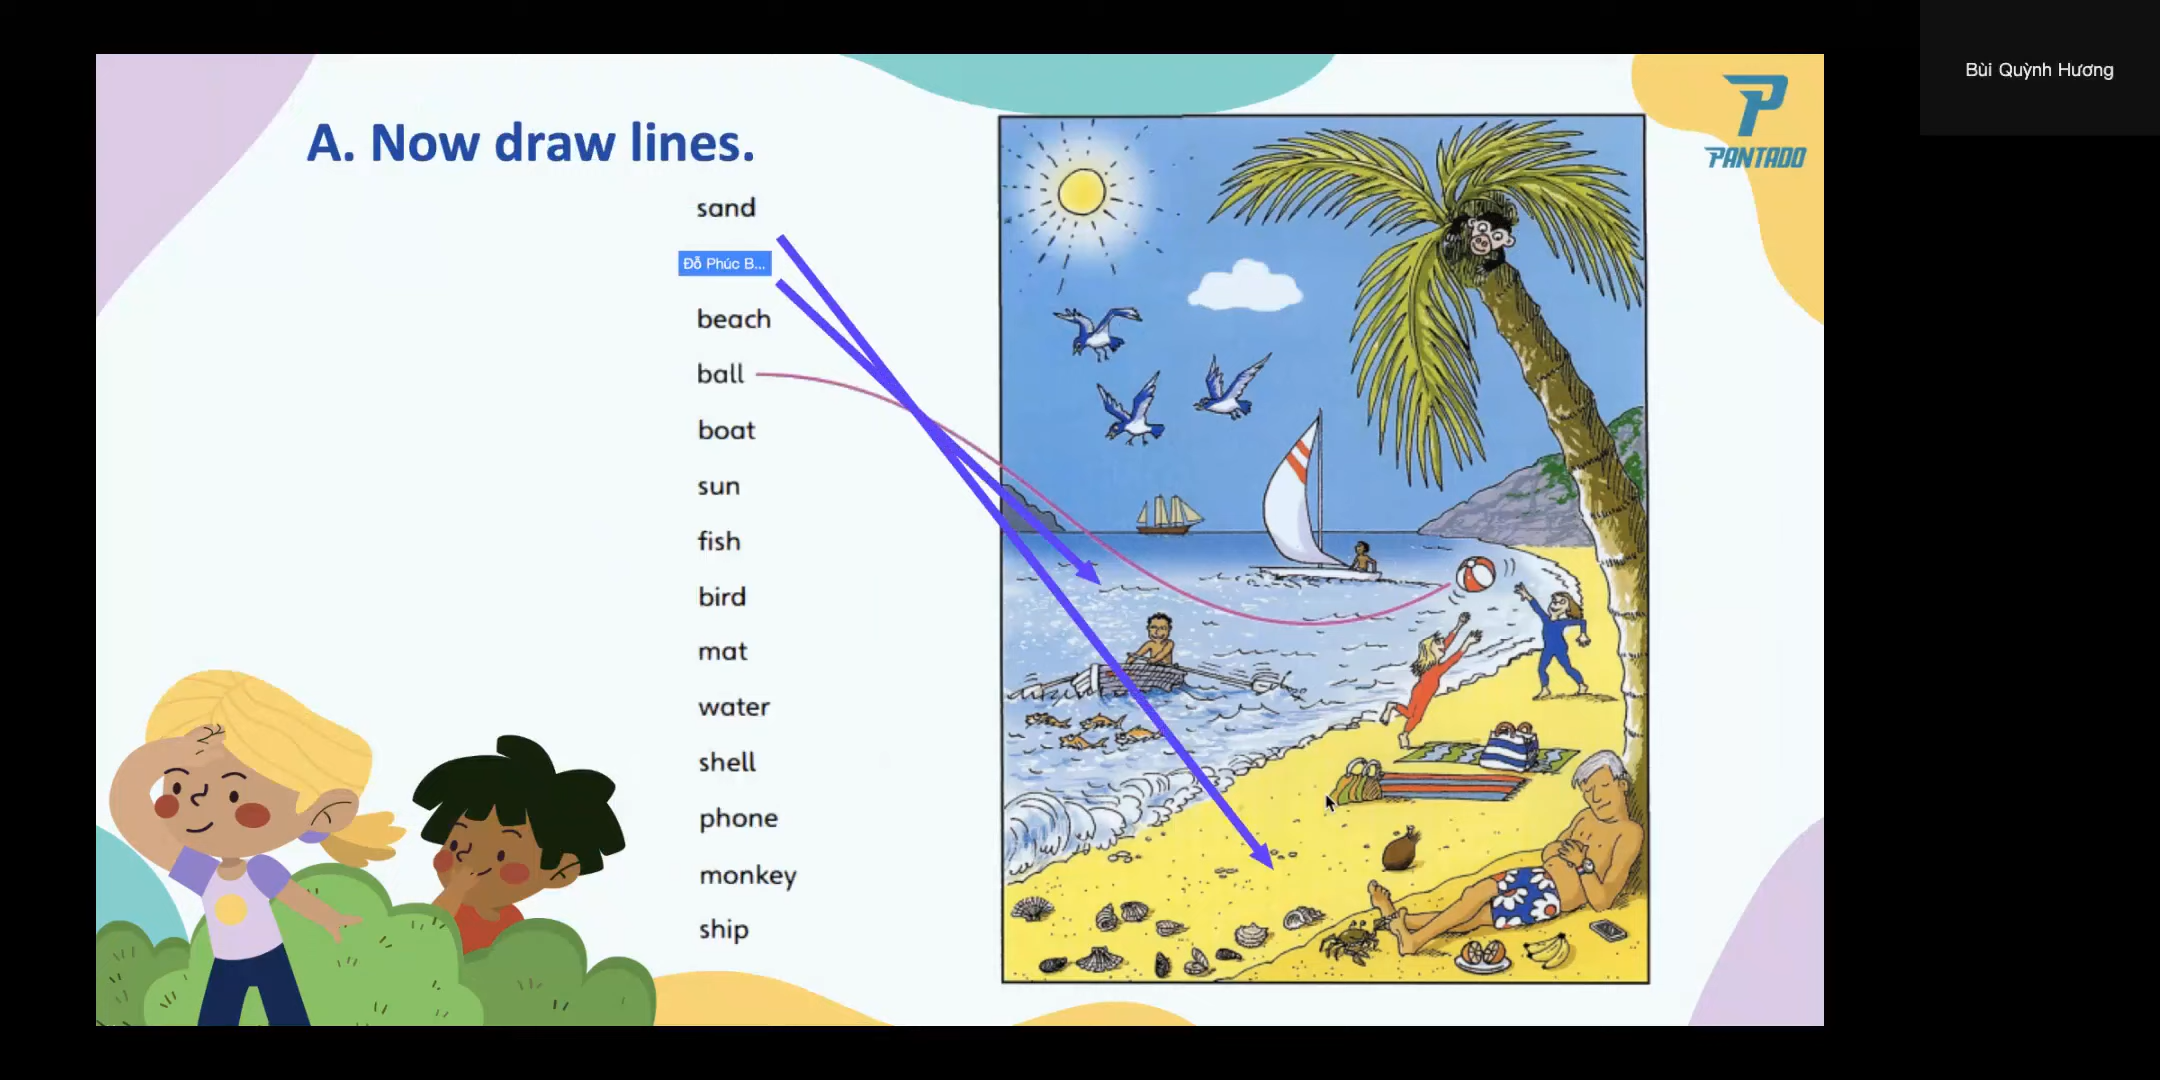 Bùi Quỳnh Hương
PANTADO
A. Now draw lines.
sand
Đỗ Phúc B...
beach
ball
boat
sun
fish
bird
mat
water
shell
phone
monkey
ship